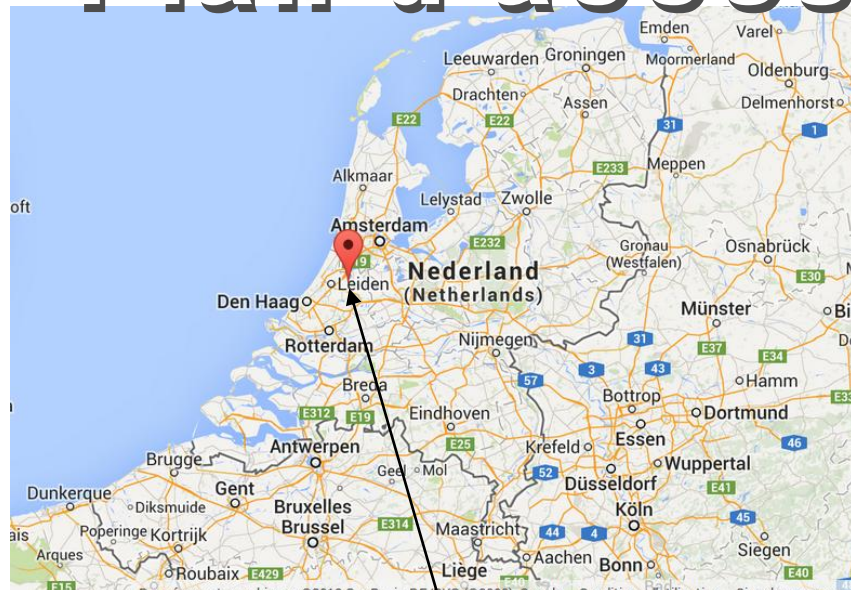 Emden
Varel
Leeuwarden
Groningen
Moormerland
Oldenburg
Drachten
Assen
Delmenhorst
E22
E22
31
1
E233
Meppen
Alkmaar
oft
Lelystad
Zwolle
Amsterdam
E232
Gronau
(Westfalen)
Osnabrück
E30
Nederland
(Netherlands)
Leiden
Den Haag
Münster
Rotterdam
Nijmegen
31
E37
E34
3
43
57
Breda
Bottrop
Hamm
E312
E19
Eindhoven
Dortmund
Antwerpen
E25
Krefeld
Essen
46
Brugge
Geel
Mol
52
Wuppertal
Dunkerque
Gent
Düsseldorf
E41
Diksmuide
Bruxelles
Brussel
E314
Köln
45
Poperinge
Kortrijk
Maastricht
44
4
Siegen
Arques
Aachen
Bonn
Roubaix
E429
Liège
E40
E15
E40